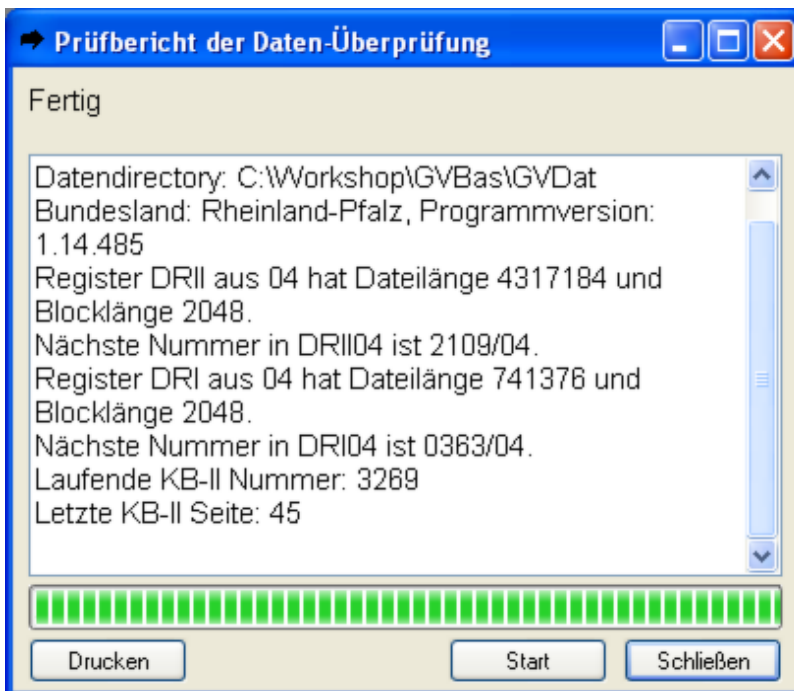 Prüfbericht der Daten-Überprüfung
Fertig
Datendirectory: C:\Workshop\GVBas\GVDat
Bundesland: Rheinland-Pfalz, Programmversion:
1.14.485
Register DRII aus 04 hat Dateilänge 4317184 und
Blocklänge 2048.
Nächste Nummer in DRII04 ist 2109/04.
Register DRI aus 04 hat Dateilänge 741376 und
Blocklänge 2048.
Nächste Nummer in DRI04 ist 0363/04.
Laufende KB-II Nummer: 3269
Letzte KB-II Seite: 45
Drucken
Start
Schließen